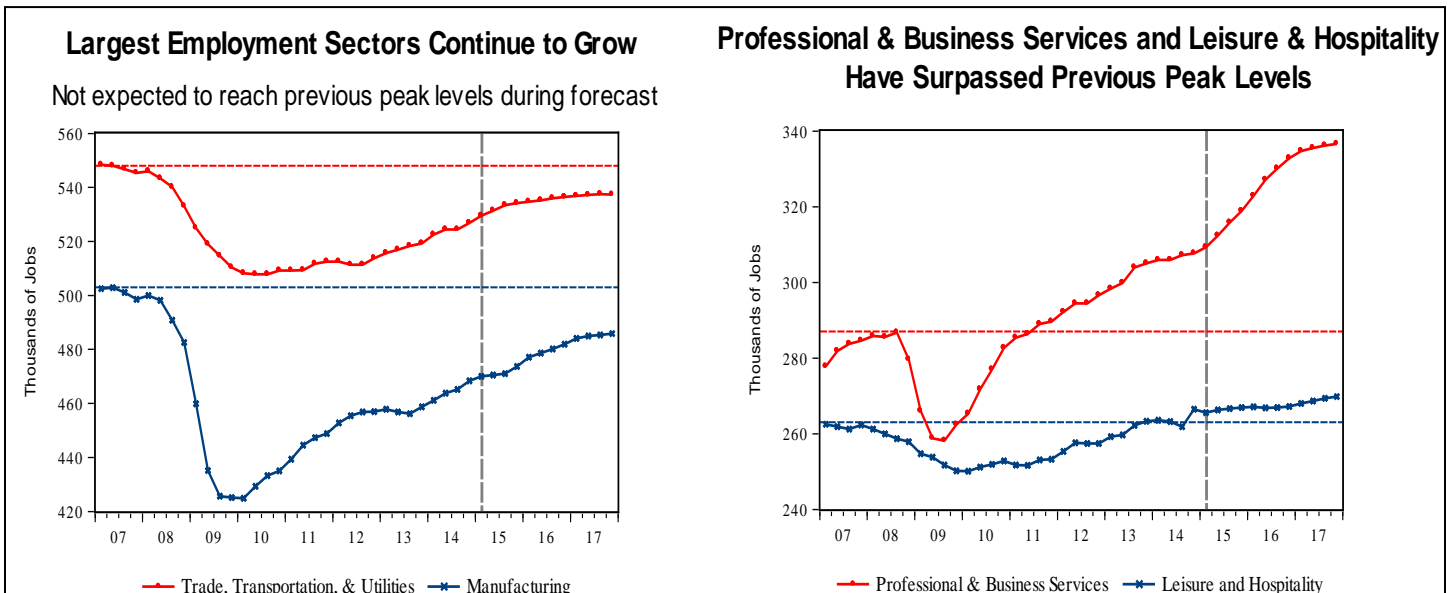 Largest Employment Sectors Continue to Grow
Not expected to reach previous peak levels during forecast
560
540
520
500
480
460
440
420
Thousands of Jobs
07 08 09 10 11 12 13 14 15 16 17
Trade, Transportation, & Utilities Manufacturing
Professional & Business Services and Leisure & Hospitality
Have Surpassed Previous Peak Levels
340
320
300
280
260
240
Thousands of Jobs
07 08 09 10 11 12 13 14 15 16 17
Professional & Business Services Leisure and Hospitality